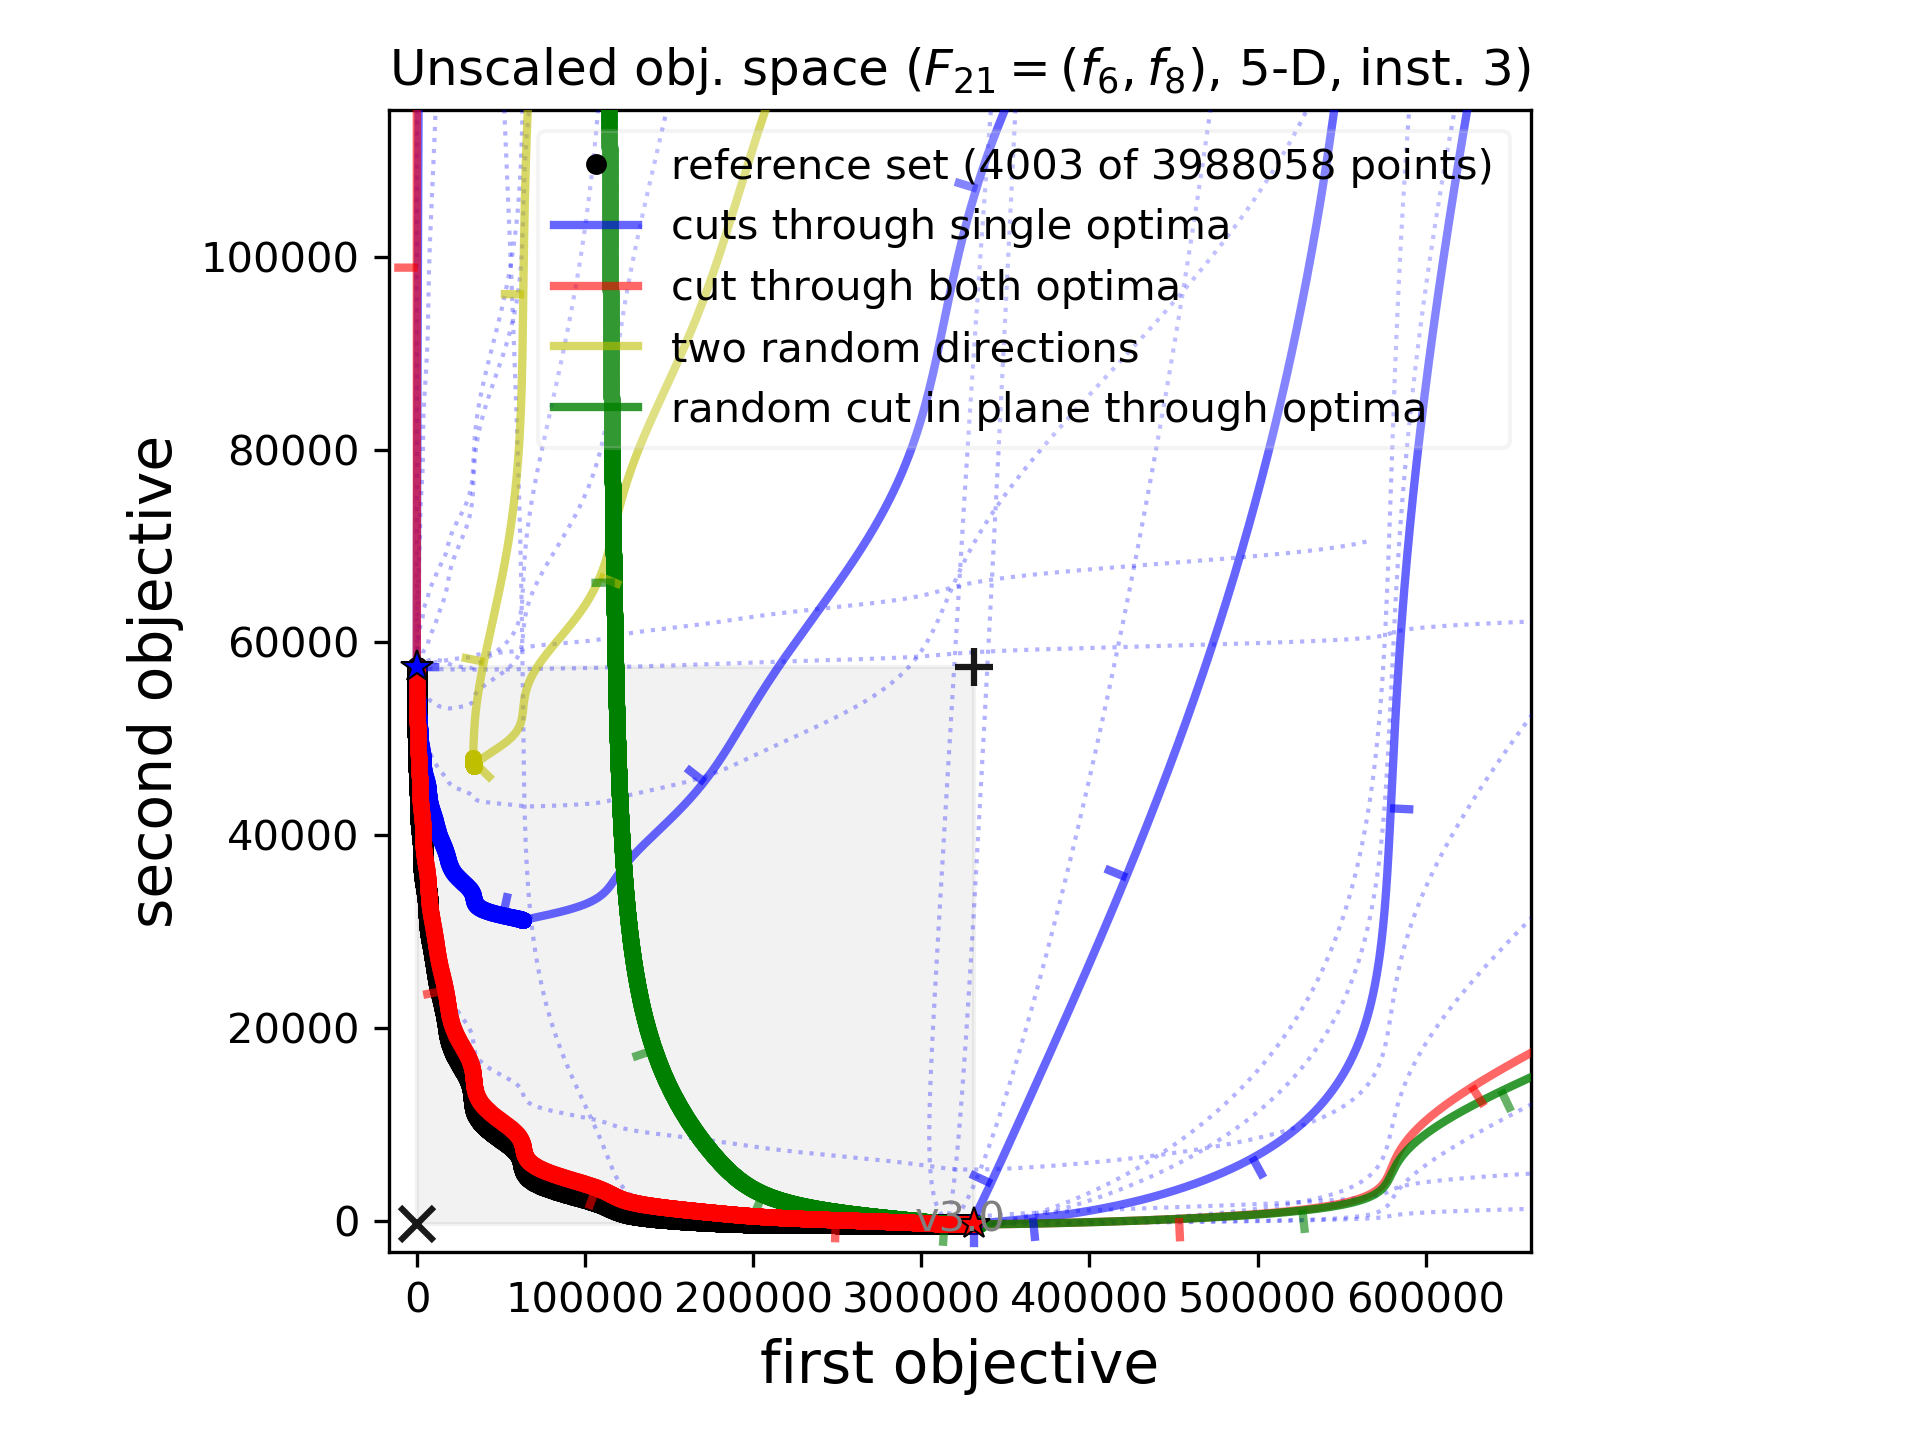 Unscaled obj. space (F21 = (f6, f8), 5-D, inst. 3)
reference set (4003 of 3988058 points)
cuts through single optima
cut through both optima
two random directions
random cut in plane through optima
second objective
100000
80000
60000
40000
20000
0
v3.0
0 100000 200000 300000 400000 500000 600000
first objective